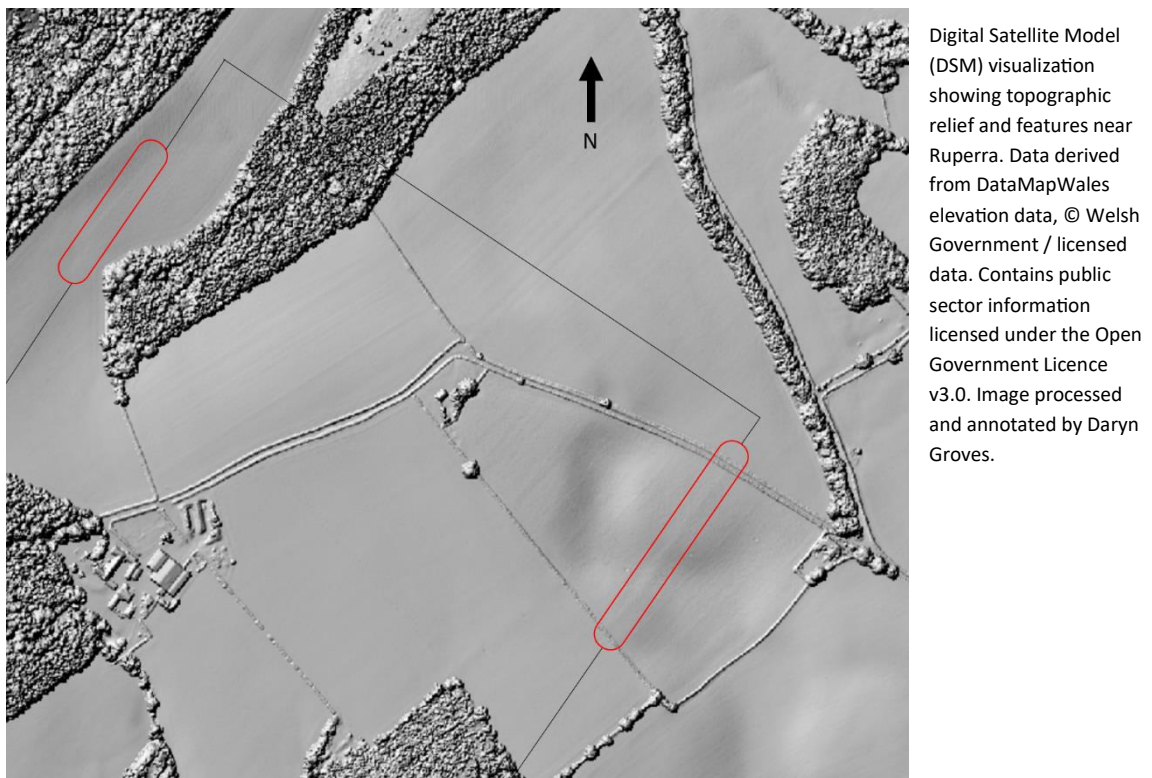 N
Digital Satellite Model
(DSM) visualization
showing topographic
relief and features near
Ruperra. Data derived
from DataMapWales
elevation data, © Welsh
Government / licensed
data. Contains public
sector information
licensed under the Open
Government Licence
v3.0. Image processed
and annotated by Daryn
Groves.